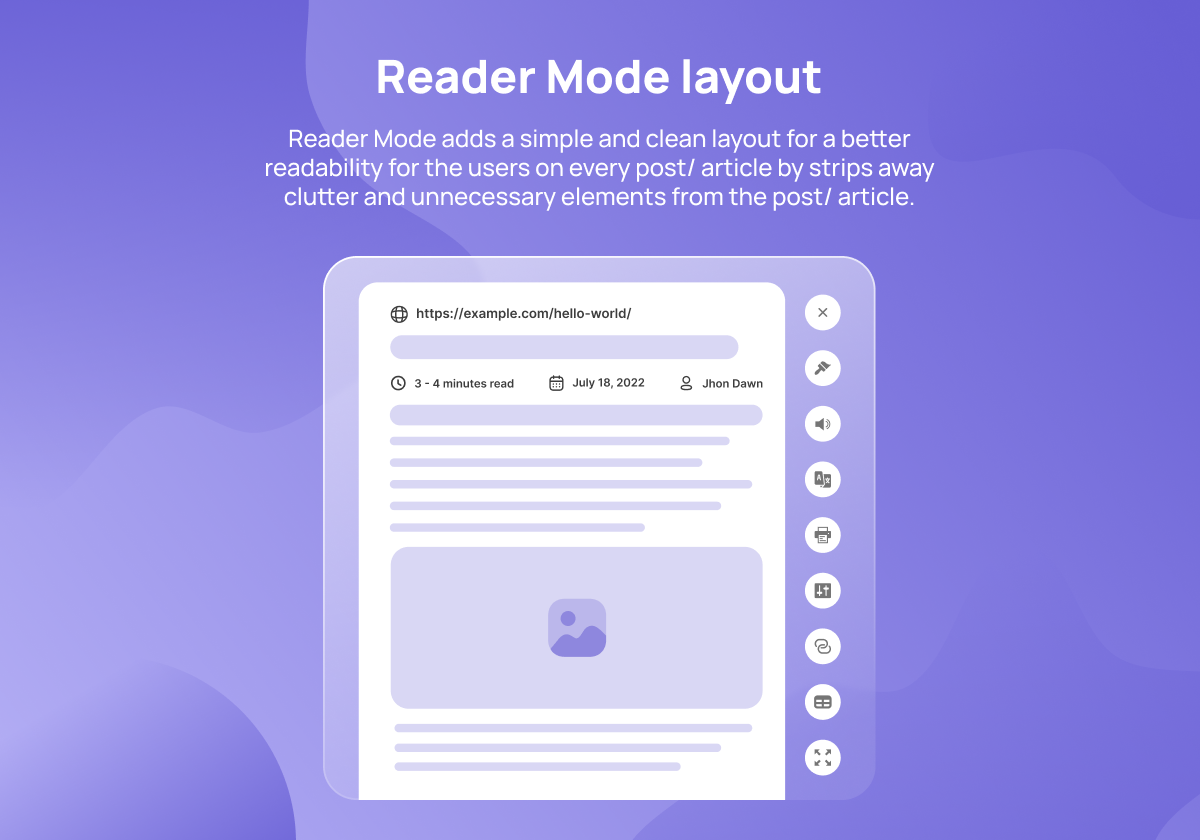 Reader Mode layout
Reader Mode adds a simple and clean layout for a better
readability for the users on every post/ article by strips away
clutter and unnecessary elements from the post/ article.
https://example.com/hello-world/
3 - 4 minutes read July 18, 2022 Jhon Dawn